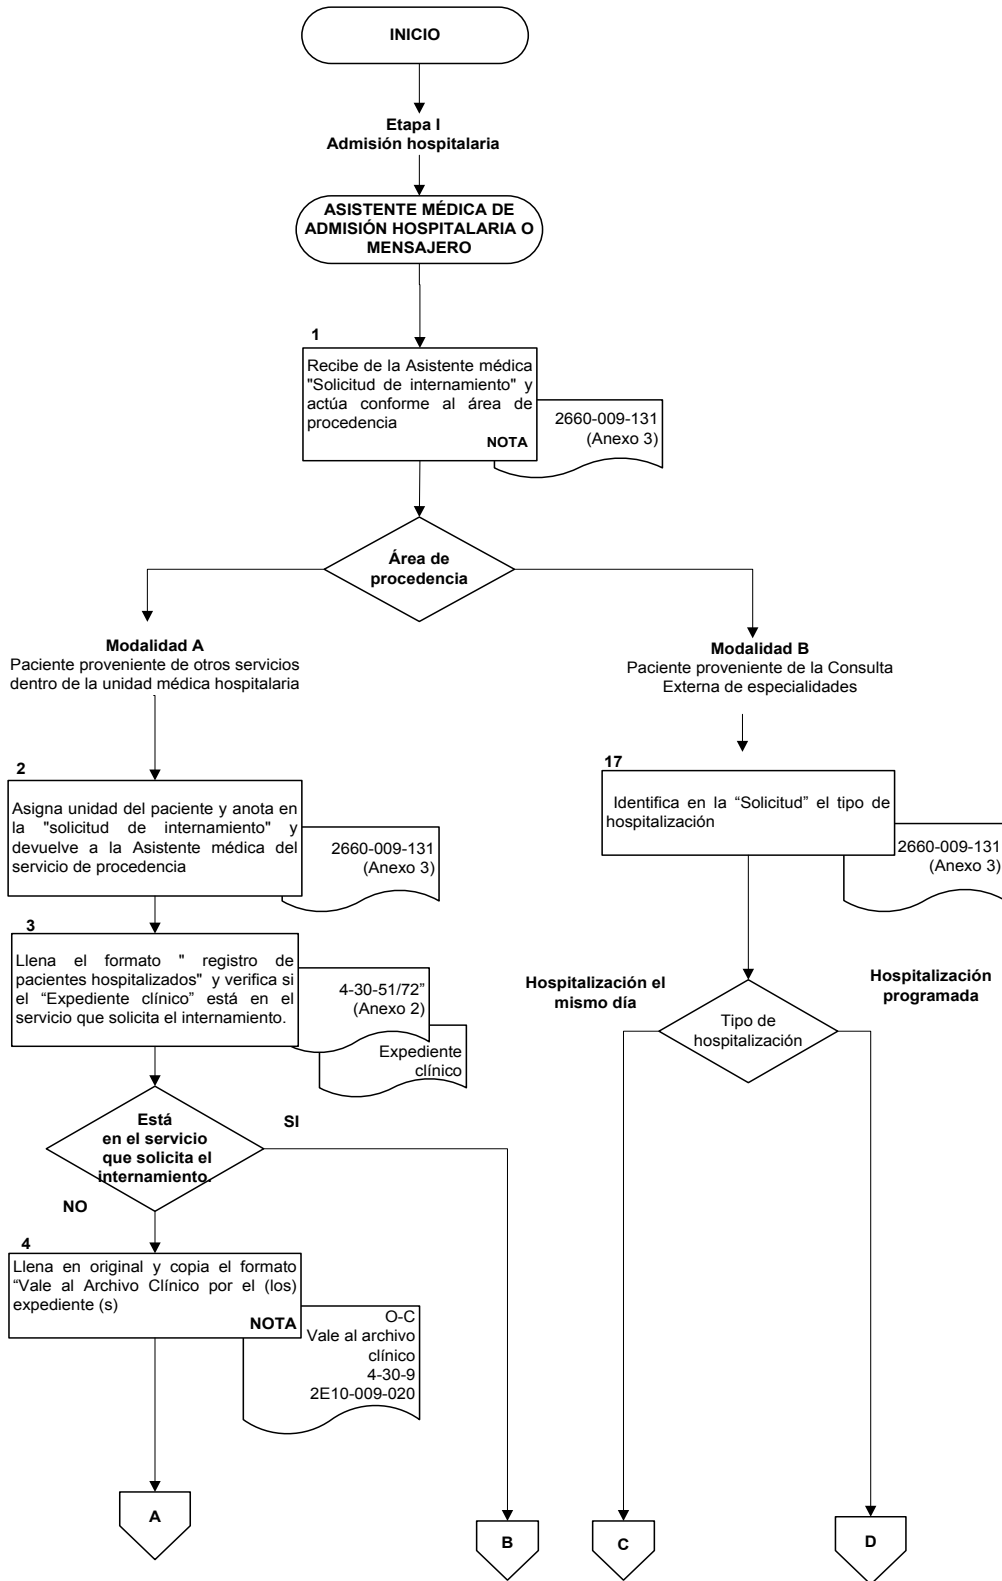 INICIO
Etapa I
Admisión hospitalaria
ASISTENTE MÉDICA DE
ADMISIÓN HOSPITALARIA O
MENSAJERO
1
Recibe de la Asistente médica
"Solicitud de internamiento" y
actúa conforme al área de
procedencia
NOTA
2660-009-131
(Anexo 3)
Área de
procedencia
Modalidad A
Paciente proveniente de otros servicios
dentro de la unidad médica hospitalaria
Modalidad B
Paciente proveniente de la Consulta
Externa de especialidades
2
Asigna unidad del paciente y anota en
la "solicitud de internamiento" y
devuelve a la Asistente médica del
servicio de procedencia
2660-009-131
(Anexo 3)
17
Identifica en la “Solicitud” el tipo de
hospitalización
2660-009-131
(Anexo 3)
3
Llena el formato " registro de
pacientes hospitalizados" y verifica si
el “Expediente clínico” está en el
servicio que solicita el internamiento.
4-30-51/72”
(Anexo 2)
Expediente
clínico
Hospitalización el
mismo día
Hospitalización
programada
Tipo de
hospitalización
Está
en el servicio
que solicita el
internamiento.
SI
NO
4
Llena en original y copia el formato
“Vale al Archivo Clínico por el (los)
expediente (s)
NOTA
O-C
Vale al archivo
clínico
4-30-9
2E10-009-020
A
B
C
D